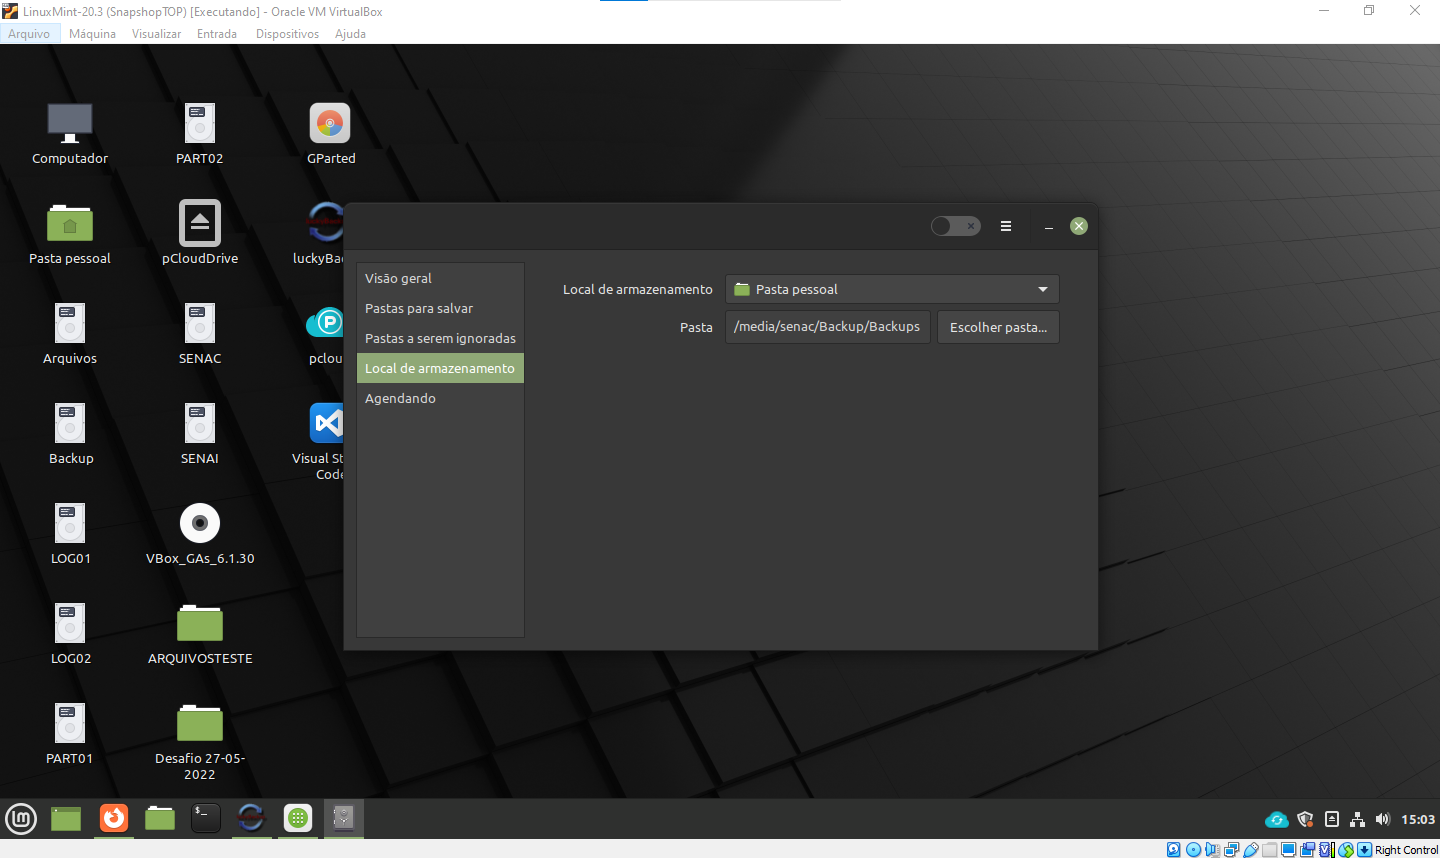 LinuxMint-20.3 (SnapshopTOP) [Executando] - Oracle VM VirtualBox
Arquivo Máquina Visualizar Entrada Dispositivos Ajuda
Computador
PART02
GParted
Pasta pessoal
pCloudDrive
luckyBa
Arquivos
SENAC
pclou
Backup
SENAI
Visual St
Code
LOG01
VBox_GAs_6.1.30
LOG02
ARQUIVOSTESTE
PART01
Desafio 27-05-
2022
Visão geral
Pastas para salvar
Pastas a serem ignoradas
Local de armazenamento
Agendando
Local de armazenamento Pasta pessoal
Pasta /media/senac/Backup/Backups Escolher pasta...
15:03
Right Control